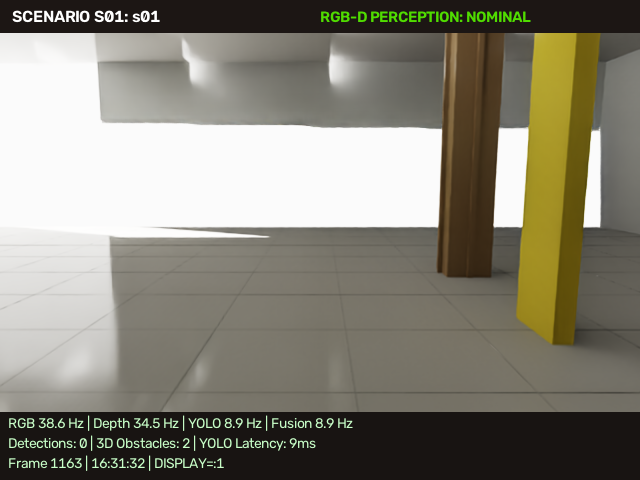 SCENARIO S01: s01
RGB-D PERCEPTION: NOMINAL
RGB 38.6 Hz | Depth 34.5 Hz | YOLO 8.9 Hz | Fusion 8.9 Hz
Detections: 0 | 3D Obstacles: 2 | YOLO Latency: 9ms
Frame 1163 | 16:31:32 | DISPLAY=:1